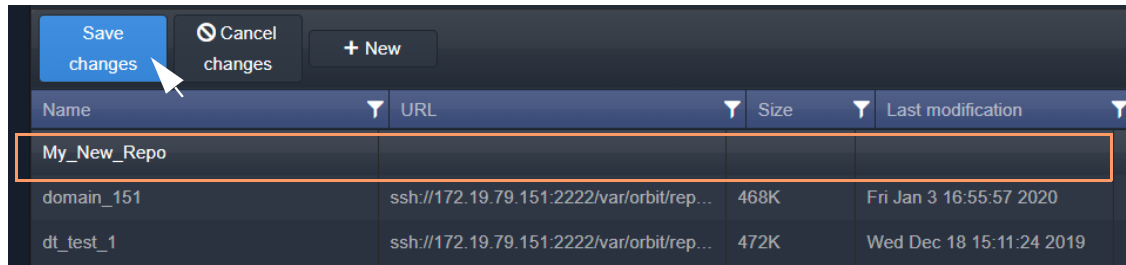 Save changes
Cancel changes
+ New
Name URL Size Last modification
My_New_Repo
domain_151 ssh://172.19.79.151:2222/var/orbit/rep... 468K Fri Jan 3 16:55:57 2020
dt_test_1 ssh://172.19.79.151:2222/var/orbit/rep... 472K Wed Dec 18 15:11:24 2019